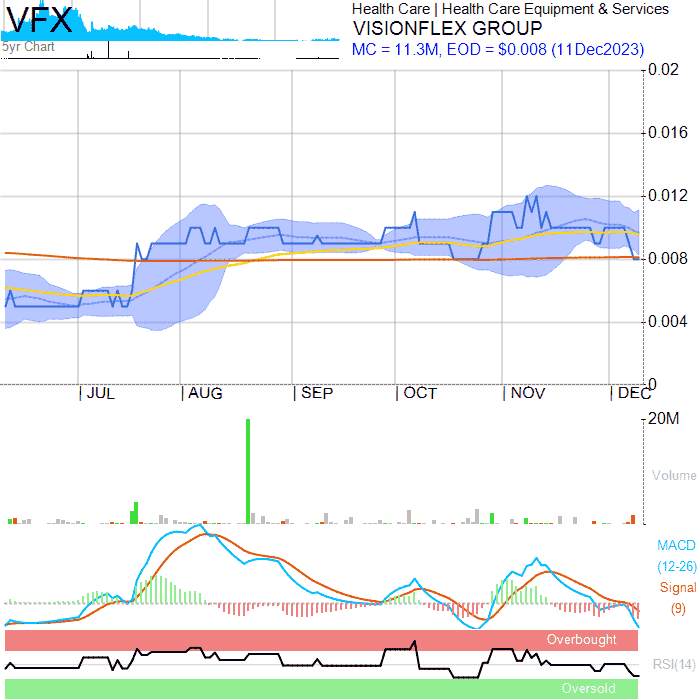 VFX
5yr Chart
Health Care | Health Care Equipment & Services
VISIONFLEX GROUP
MC = 11.3M, EOD = $0.008 (11Dec2023)
0.02
0.016
0.012
0.008
0.004
0
| JUL | AUG | SEP | OCT | NOV | DEC
20M
Volume
MACD
(12-26)
Signal
(9)
Overbought
RSI(14)
Oversold